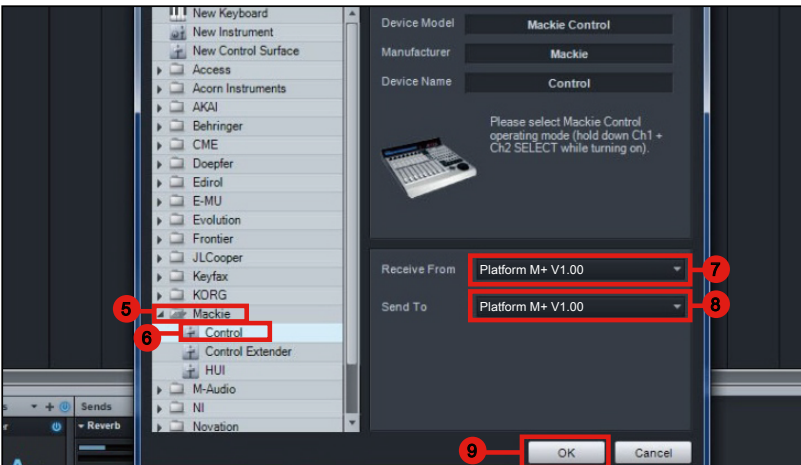 New Keyboard
New Instrument
New Control Surface
Access
Acorn Instruments
AKAI
Behringer
CME
Doepfer
Edirol
E-MU
Evolution
Frontier
JLCooper
Keyfax
KORG
5
Mackie
6
Control
Control Extender
HUI
M-Audio
NI
Novation
Device Model
Mackie Control
Manufacturer
Mackie
Device Name
Control
Please select Mackie Control
operating mode (hold down Ch1 +
Ch2 SELECT while turning on).
Receive From
Platform M+ V1.00
7
Send To
Platform M+ V1.00
8
9
OK
Cancel
Sends
Reverb